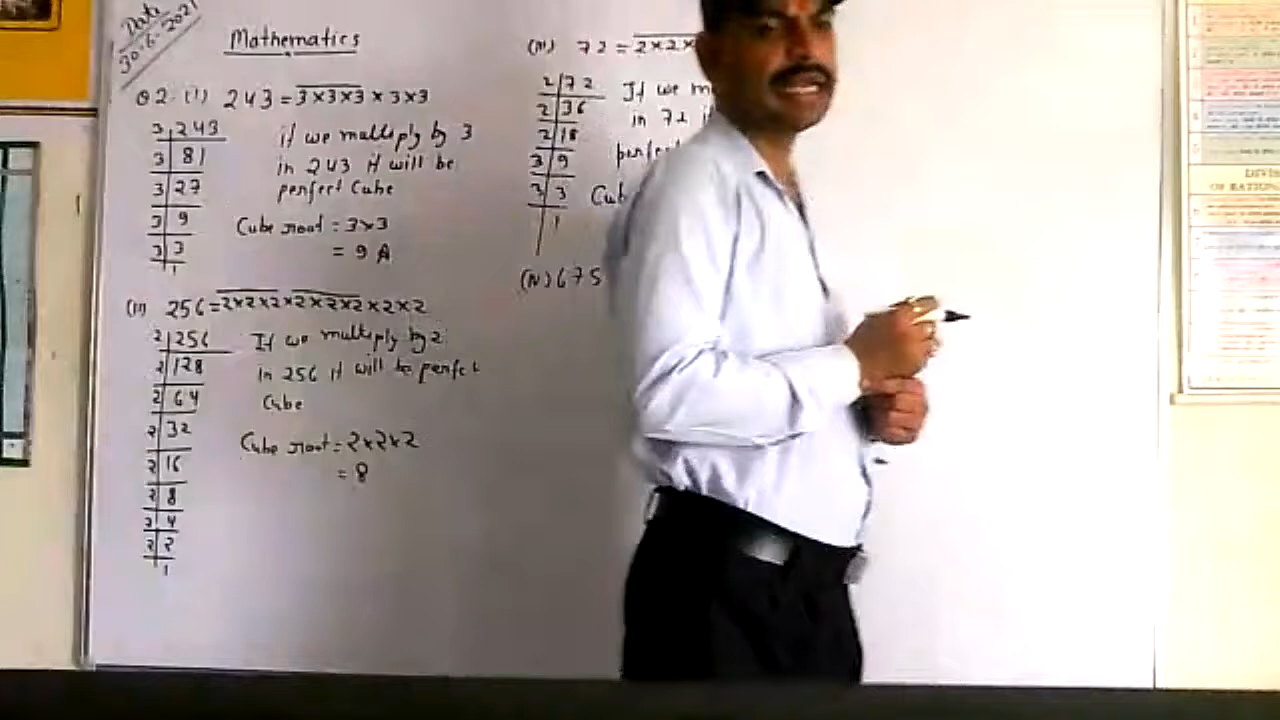 Date
30-6-2021
Mathematics
Q2. (i) 243 = 3×3×3 × 3×3
3 243
3 81
3 27
3 9
3 3
1
if we multiply by 3
in 243 it will be
perfect Cube
Cube root = 3×3
= 9 A
(ii) 256 = 2×2×2 × 2×2×2 × 2×2
2 256
2 128
2 64
2 32
2 16
2 8
2 4
2 2
1
If we multiply by 2
in 256 it will be perfect
Cube
Cube root = 2×2×2
= 8
72 = 2×2×
2 72
2 36
2 18
3 9
3 3
1
If we
in 72
675
DIVIS
OF RATION